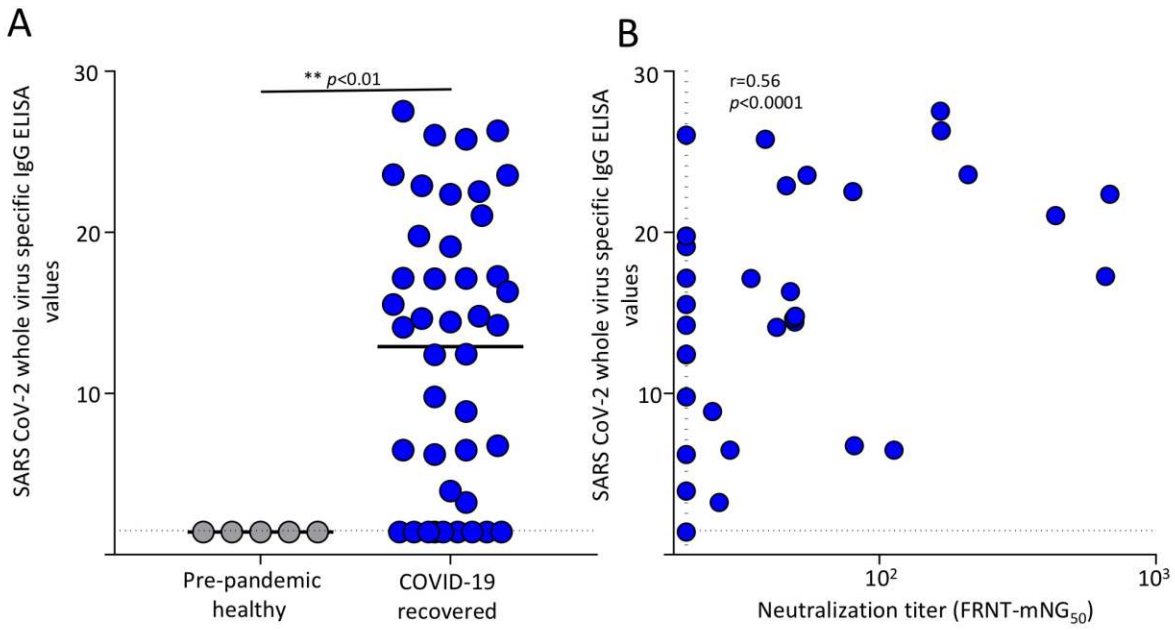 A
SARS CoV-2 whole virus specific IgG ELISA
values
30
20
10
** p<0.01
Pre-pandemic
healthy
COVID-19
recovered
B
SARS CoV-2 whole virus specific IgG ELISA
values
30
20
10
r=0.56
p<0.0001
10²
10³
Neutralization titer (FRNT-mNG₅₀)